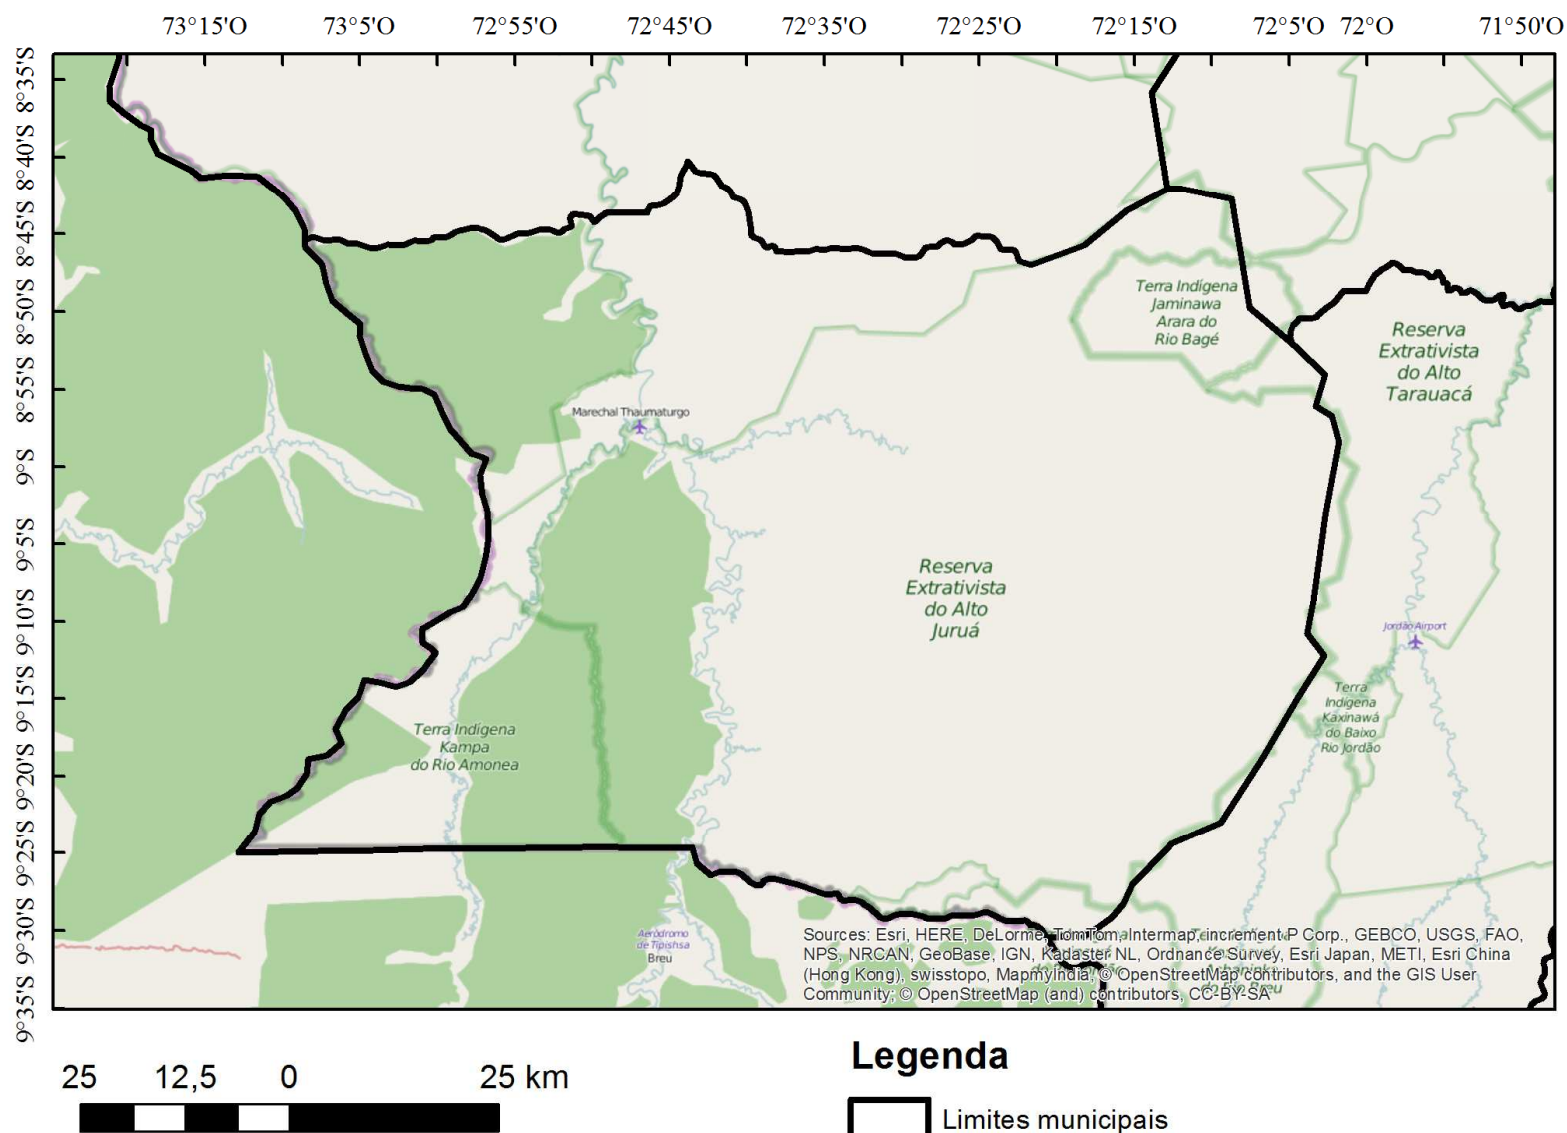 73°15'O 73°5'O 72°55'O 72°45'O 72°35'O 72°25'O 72°15'O 72°5'O 72°O 71°50'O
8°35'S
8°40'S
8°45'S
8°50'S
8°55'S
9°S
9°5'S
9°10'S
9°15'S
9°20'S
9°25'S
9°30'S
9°35'S
Terra Indígena
Jaminawa
Arara do
Rio Bagé
Reserva
Extrativista
do Alto
Tarauacá
Marechal Thaumaturgo
Reserva
Extrativista
do Alto
Juruá
Jordão Airport
Terra
Indígena
Kaxinawá
do Baixo
Rio Jordão
Terra Indígena
Kampa
do Rio Amonea
Aeródromo
de Tipishsa
Breu
Sources: Esri, HERE, DeLorme, TomTom, Intermap, increment P Corp., GEBCO, USGS, FAO,
NPS, NRCAN, GeoBase, IGN, Kadaster NL, Ordnance Survey, Esri Japan, METI, Esri China
(Hong Kong), swisstopo, MapmyIndia, © OpenStreetMap contributors, and the GIS User
Community; © OpenStreetMap (and) contributors, CC-BY-SA
do Rio Breu
25 12,5 0 25 km
Legenda
Limites municipais